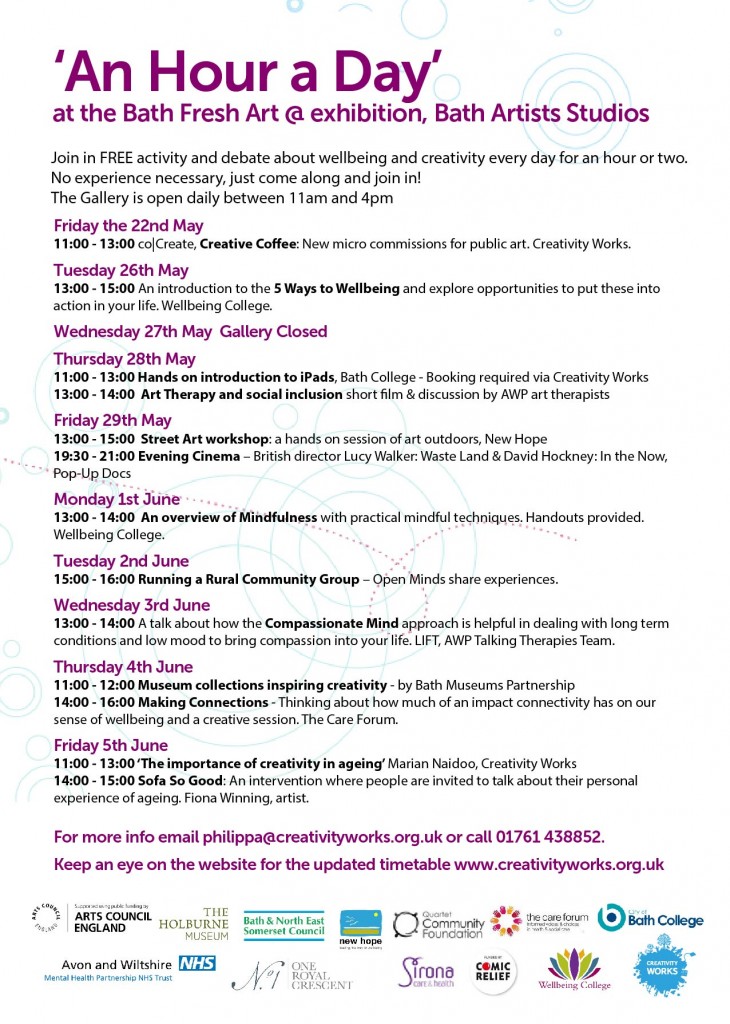 ‘An Hour a Day’
at the Bath Fresh Art @ exhibition, Bath Artists Studios
Join in FREE activity and debate about wellbeing and creativity every day for an hour or two.
No experience necessary, just come along and join in!
The Gallery is open daily between 11am and 4pm
Friday the 22nd May
11:00 - 13:00 co|Create, Creative Coffee: New micro commissions for public art. Creativity Works.
Tuesday 26th May
13:00 - 15:00 An introduction to the 5 Ways to Wellbeing and explore opportunities to put these into
action in your life. Wellbeing College.
Wednesday 27th May Gallery Closed
Thursday 28th May
11:00 - 13:00 Hands on introduction to iPads, Bath College - Booking required via Creativity Works
13:00 - 14:00 Art Therapy and social inclusion short film & discussion by AWP art therapists
Friday 29th May
13:00 - 15:00 Street Art workshop: a hands on session of art outdoors, New Hope
19:30 - 21:00 Evening Cinema – British director Lucy Walker: Waste Land & David Hockney: In the Now,
Pop-Up Docs
Monday 1st June
13:00 - 14:00 An overview of Mindfulness with practical mindful techniques. Handouts provided.
Wellbeing College.
Tuesday 2nd June
15:00 - 16:00 Running a Rural Community Group – Open Minds share experiences.
Wednesday 3rd June
13:00 - 14:00 A talk about how the Compassionate Mind approach is helpful in dealing with long term
conditions and low mood to bring compassion into your life. LIFT, AWP Talking Therapies Team.
Thursday 4th June
11:00 - 12:00 Museum collections inspiring creativity - by Bath Museums Partnership
14:00 - 16:00 Making Connections - Thinking about how much of an impact connectivity has on our
sense of wellbeing and a creative session. The Care Forum.
Friday 5th June
11:00 - 13:00 ‘The importance of creativity in ageing’ Marian Naidoo, Creativity Works
14:00 - 15:00 Sofa So Good: An intervention where people are invited to talk about their personal
experience of ageing. Fiona Winning, artist.
For more info email philippa@creativityworks.org.uk or call 01761 438852.
Keep an eye on the website for the updated timetable www.creativityworks.org.uk
ARTS COUNCIL ENGLAND
Supported using public funding by
ARTS COUNCIL
ENGLAND
THE
HOLBURNE
MUSEUM
Bath & North East
Somerset Council
new hope
Quartet
Community
Foundation
the care forum
City of
Bath College
Avon and Wiltshire NHS
Mental Health Partnership NHS Trust
No. 1
ONE
ROYAL
CRESCENT
Sirona
care & health
COMIC
RELIEF
Wellbeing College
CREATIVITY
WORKS